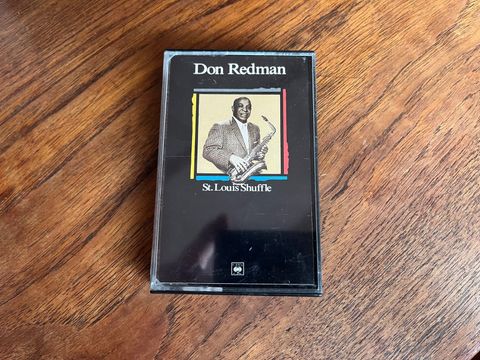 Don Redman
St. Louis Shuffle